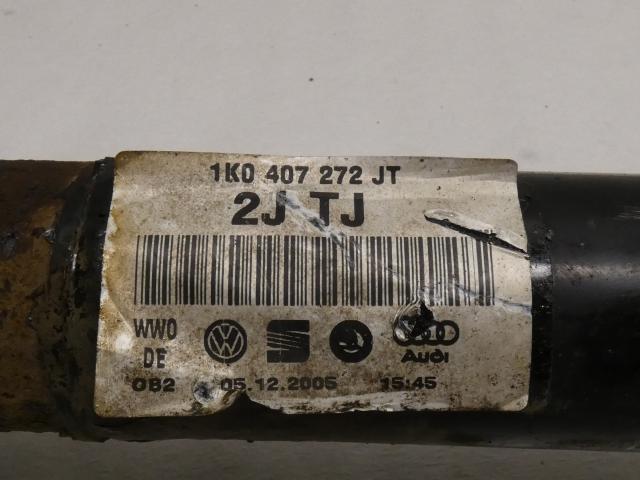 1K0 407 272 JT
2J TJ
WWO
DE
Audi
OB2 05.12.2005 15:45